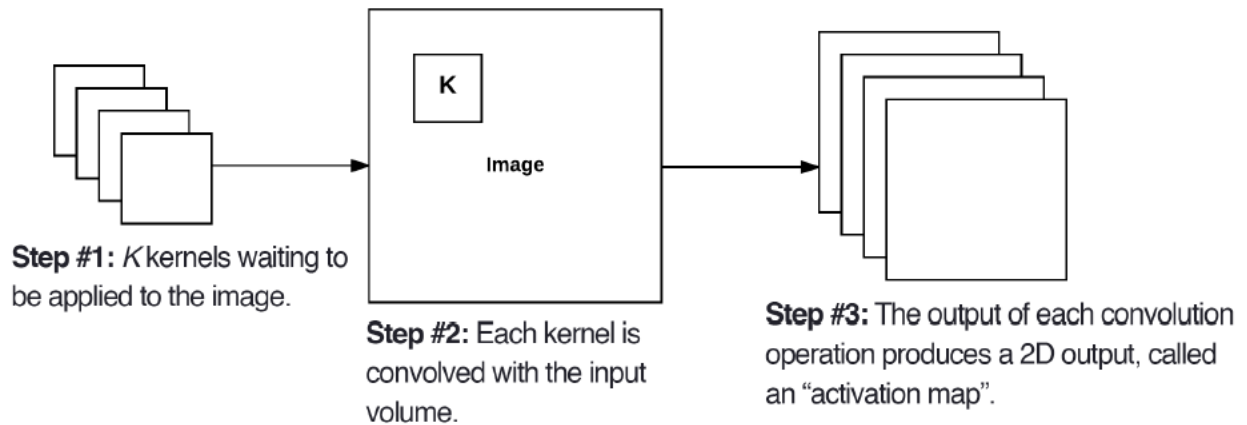 K
Image
Step #1: K kernels waiting to
be applied to the image.
Step #2: Each kernel is
convolved with the input
volume.
Step #3: The output of each convolution
operation produces a 2D output, called
an “activation map”.